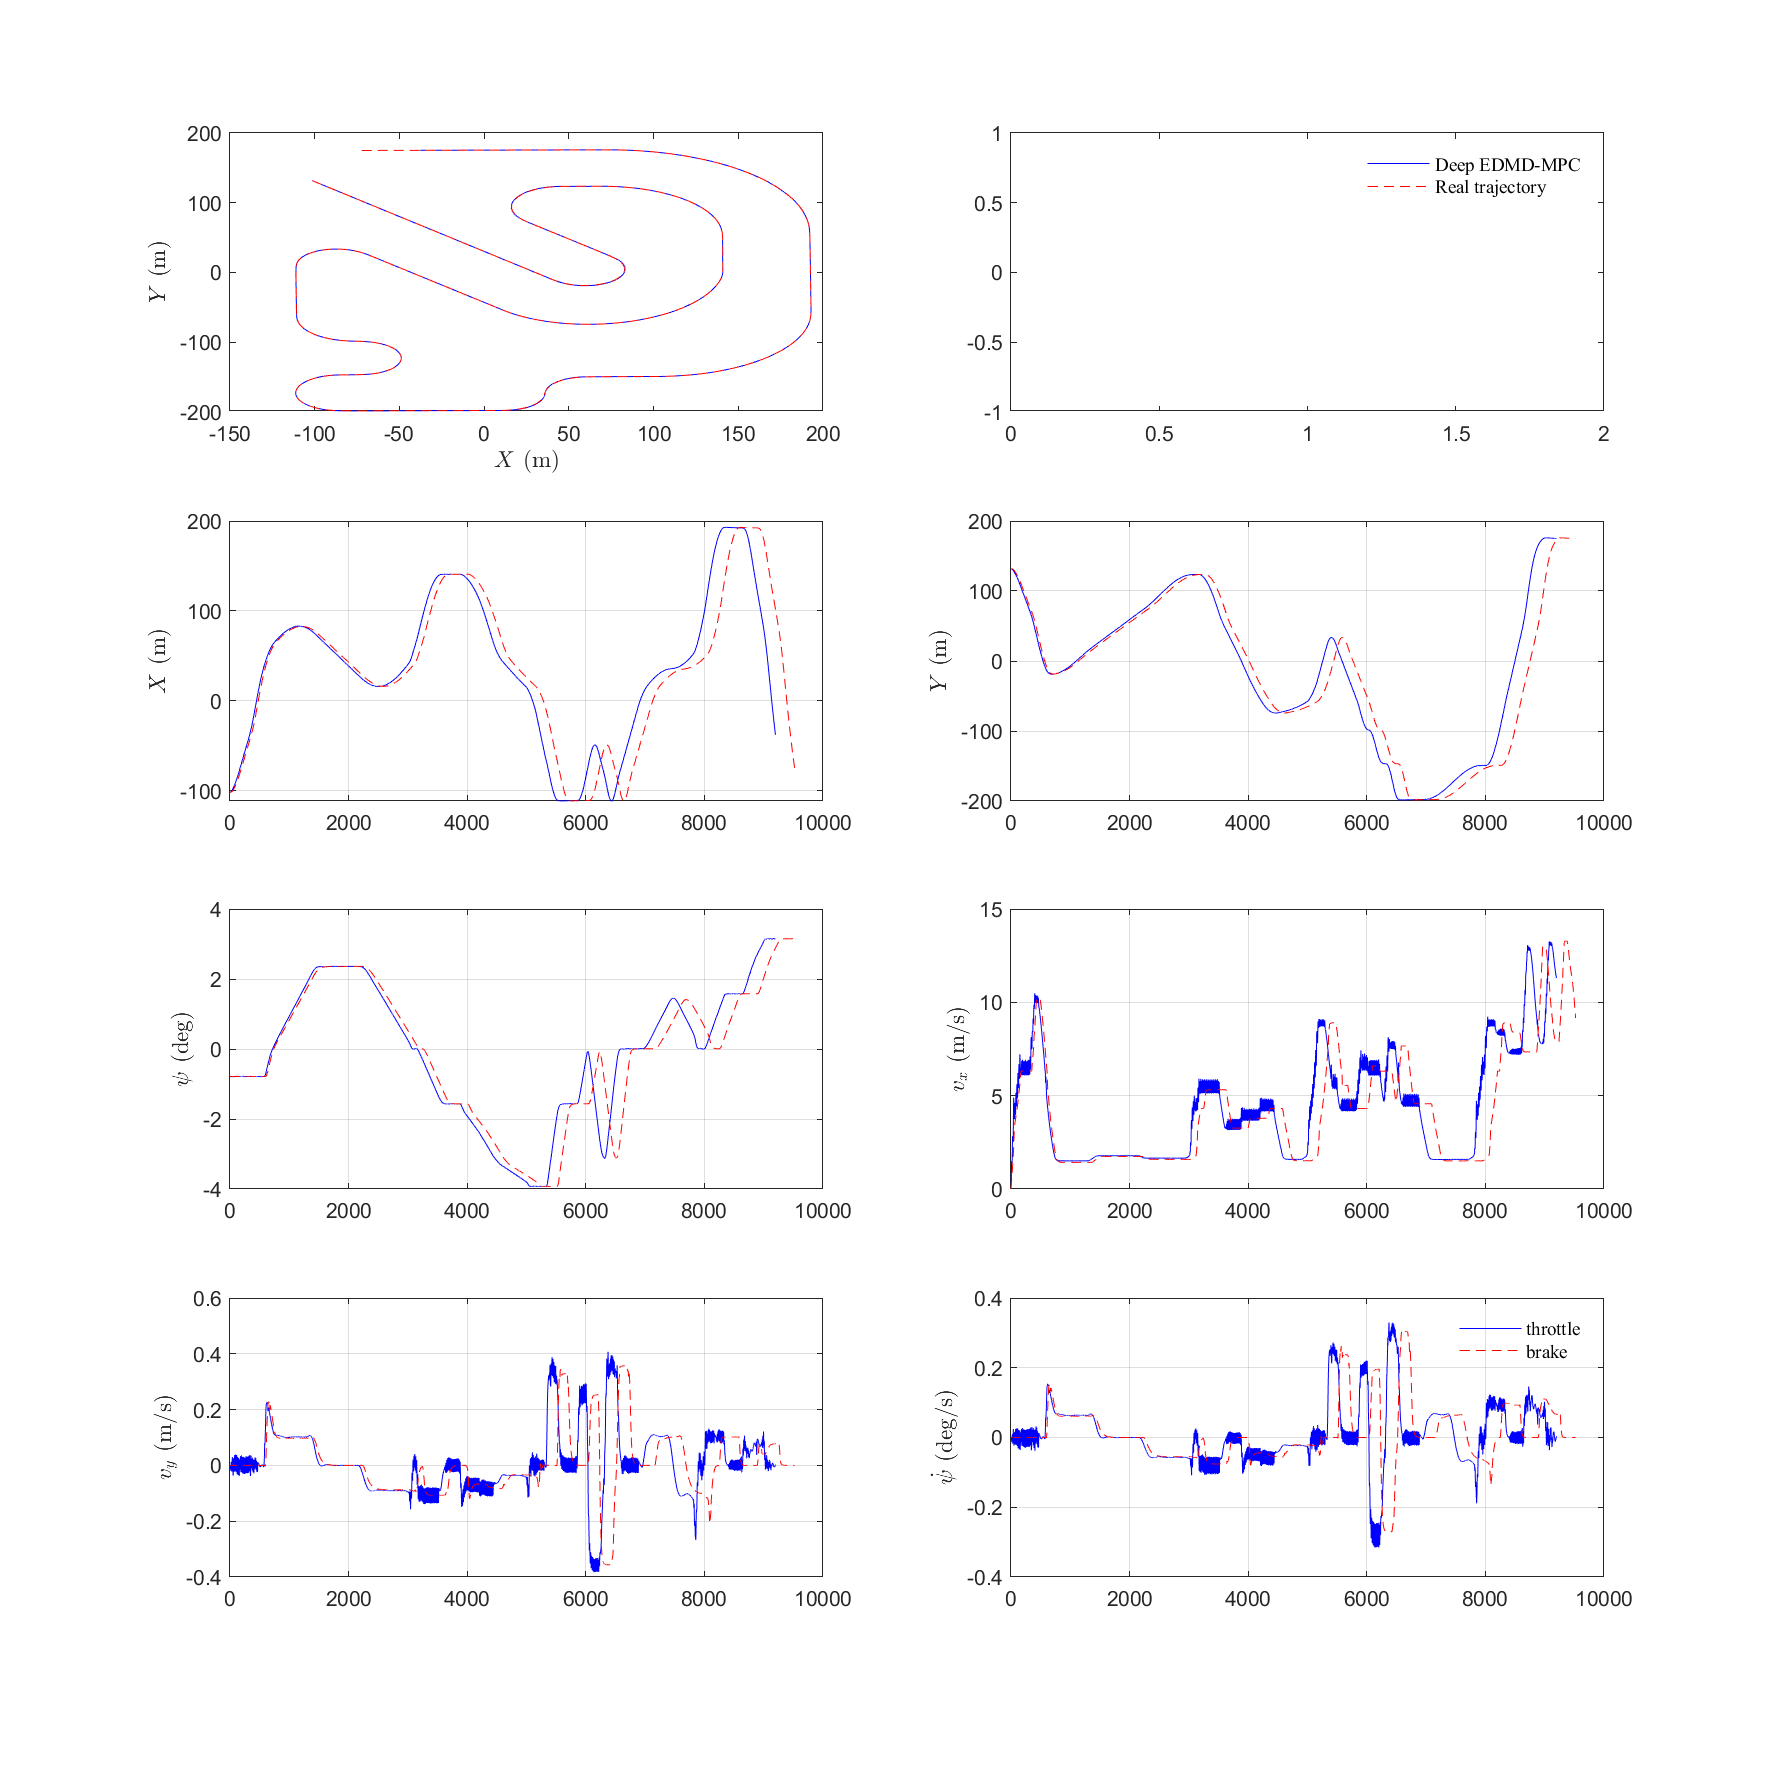 200
100
0
-100
-200
-150 -100 -50 0 50 100 150 200
Y (m)
X (m)
1
0.5
0
-0.5
-1
0 0.5 1 1.5 2
Deep EDMD-MPC
Real trajectory
200
100
0
-100
0 2000 4000 6000 8000 10000
X (m)
200
100
0
-100
-200
0 2000 4000 6000 8000 10000
Y (m)
4
2
0
-2
-4
0 2000 4000 6000 8000 10000
ψ (deg)
15
10
5
0
0 2000 4000 6000 8000 10000
vₓ (m/s)
0.6
0.4
0.2
0
-0.2
-0.4
0 2000 4000 6000 8000 10000
v_y (m/s)
0.4
0.2
0
-0.2
-0.4
0 2000 4000 6000 8000 10000
ψ̇ (deg/s)
throttle
brake